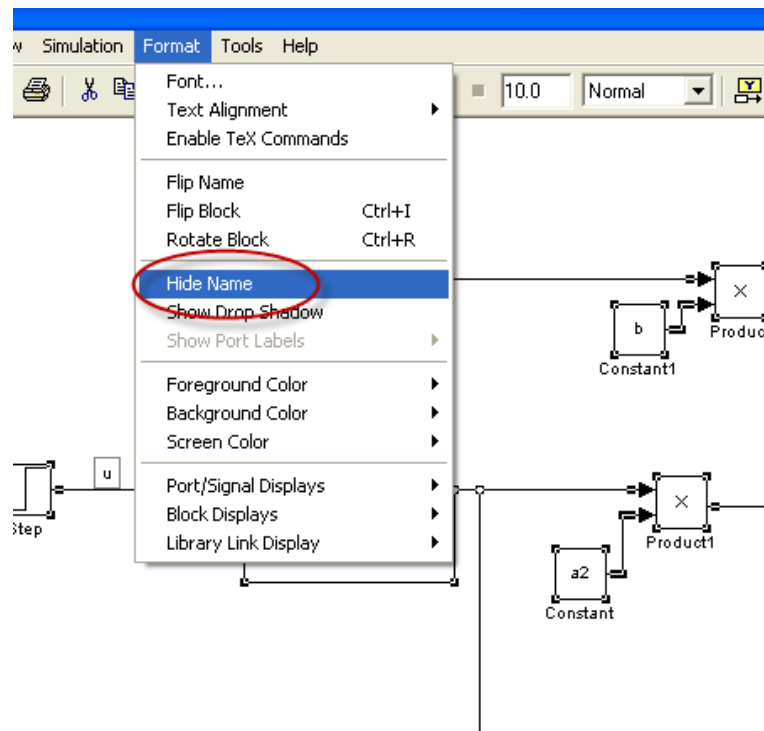 w Simulation Format Tools Help
10.0 Normal Y
Font...
Text Alignment
Enable TeX Commands
Flip Name
Flip Block Ctrl+I
Rotate Block Ctrl+R
Hide Name
Show Drop Shadow
Show Port Labels
Foreground Color
Background Color
Screen Color
Port/Signal Displays
Block Displays
Library Link Display
×
b
Produc
Constant1
u
Step
×
Product1
a2
Constant